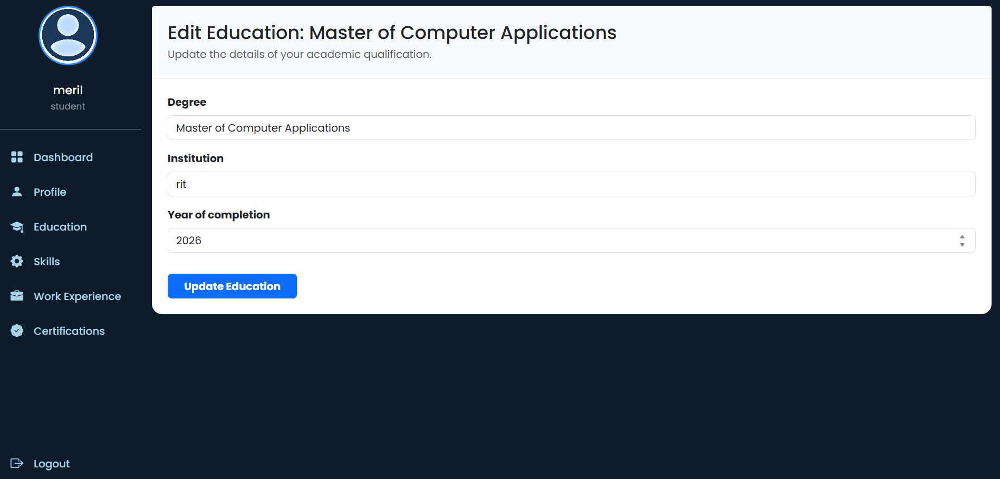 meril
student
Dashboard
Profile
Education
Skills
Work Experience
Certifications
Logout
Edit Education: Master of Computer Applications
Update the details of your academic qualification.
Degree
Master of Computer Applications
Institution
rit
Year of completion
2026
Update Education